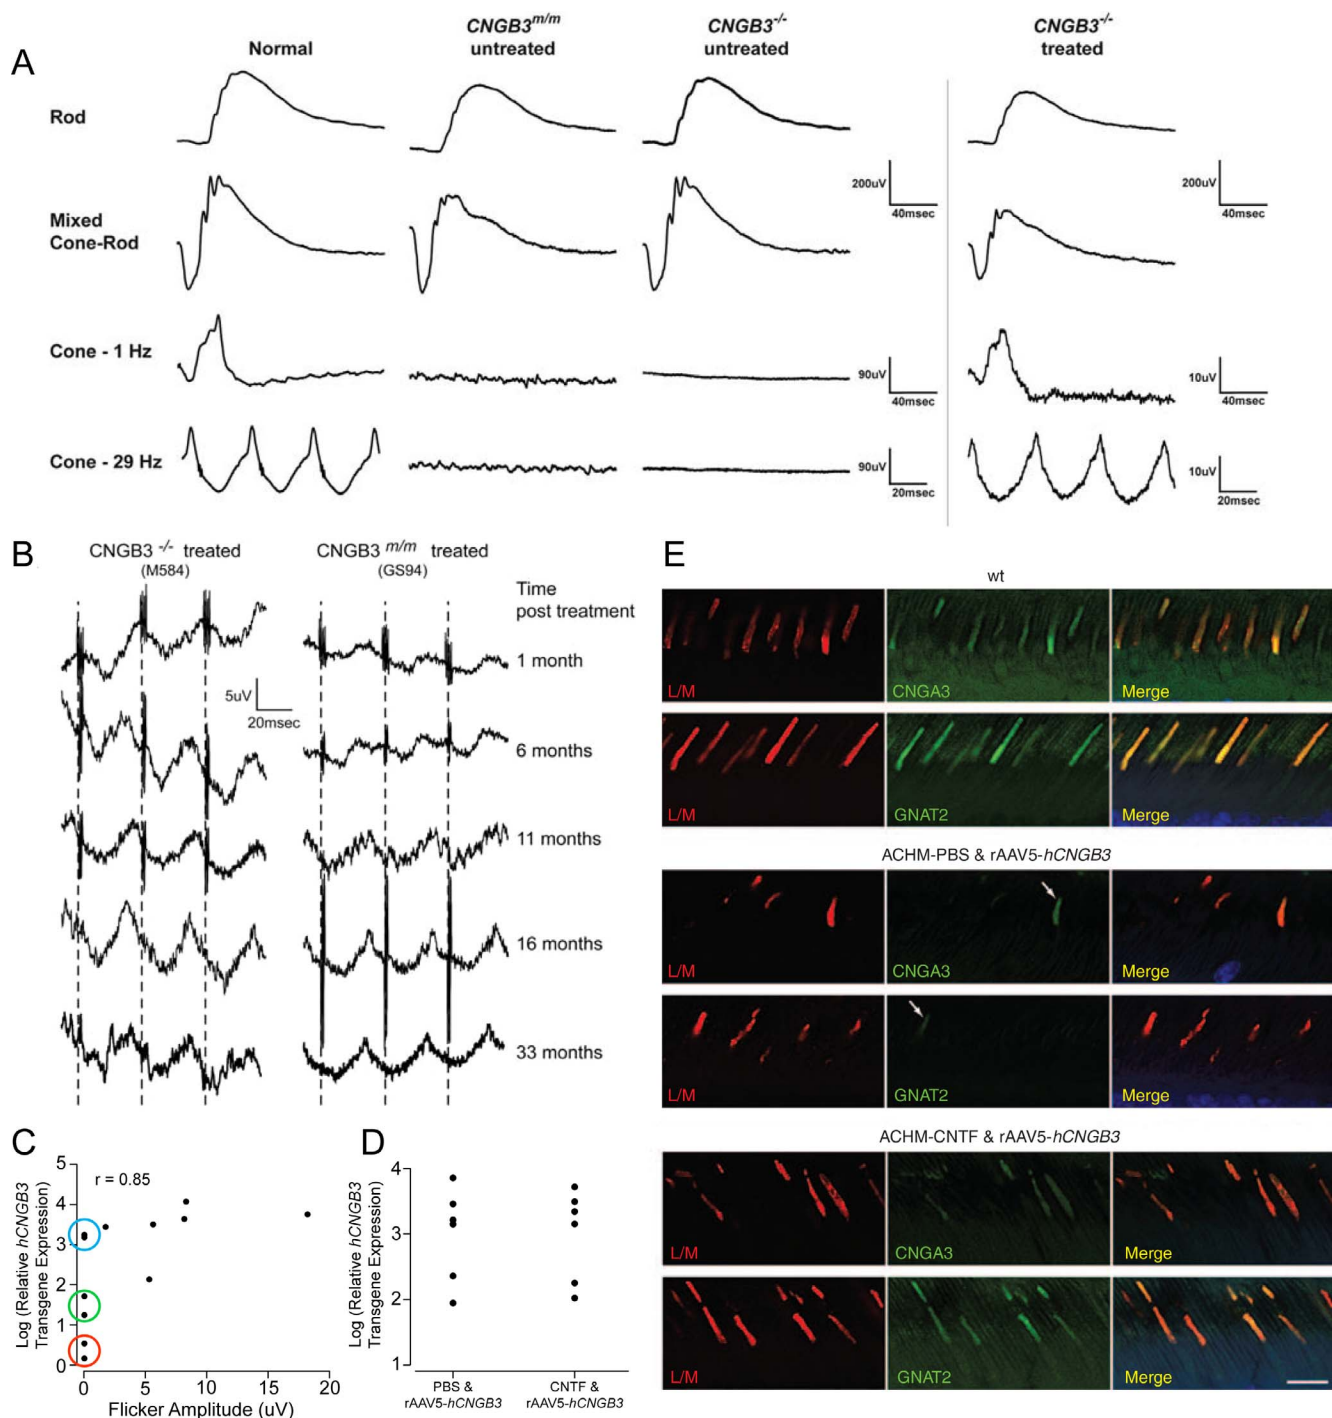 A
Normal
CNGB3m/m
untreated
CNGB3-/-
untreated
CNGB3-/-
treated
Rod
200uV
40msec
200uV
40msec
Mixed
Cone-Rod
Cone - 1 Hz
90uV
40msec
10uV
40msec
Cone - 29 Hz
90uV
20msec
10uV
20msec
B
CNGB3 -/- treated
(M584)
CNGB3 m/m treated
(GS94)
Time
post treatment
1 month
5uV
20msec
6 months
11 months
16 months
33 months
C
r = 0.85
Log (Relative hCNGB3
Transgene Expression)
5
4
3
2
1
0
0 5 10 15 20
Flicker Amplitude (uV)
D
Log (Relative hCNGB3
Transgene Expression)
4
3
2
1
PBS &
rAAV5-hCNGB3
CNTF &
rAAV5-hCNGB3
E
wt
L/M CNGA3 Merge
L/M GNAT2 Merge
ACHM-PBS & rAAV5-hCNGB3
L/M CNGA3 Merge
L/M GNAT2 Merge
ACHM-CNTF & rAAV5-hCNGB3
L/M CNGA3 Merge
L/M GNAT2 Merge